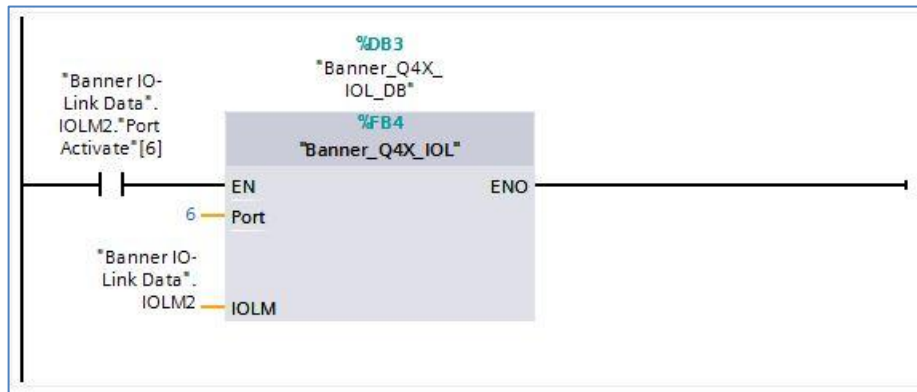 %DB3
"Banner_Q4X_
IOL_DB"
"Banner IO-
Link Data".
IOLM2."Port
Activate"[6]
%FB4
"Banner_Q4X_IOL"
EN
ENO
6
Port
"Banner IO-
Link Data".
IOLM2
IOLM